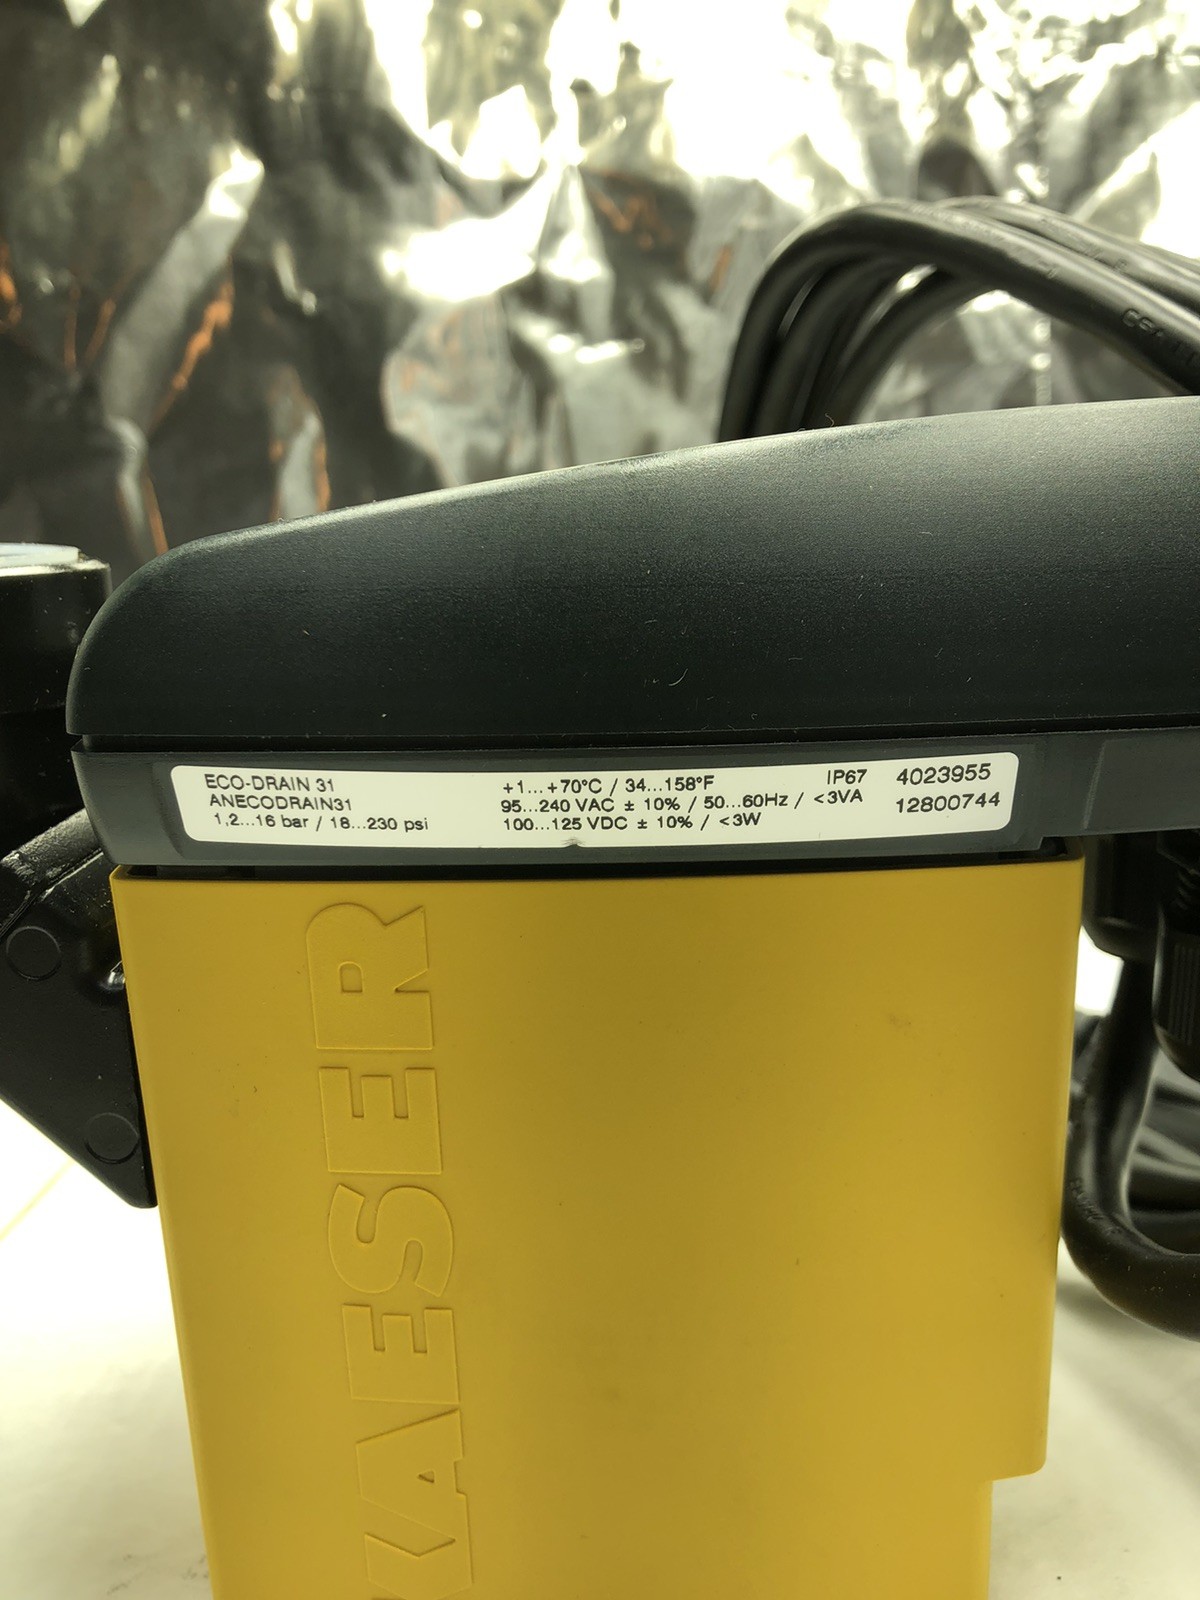 ECO-DRAIN 31
ANECODRAIN31
1,2...16 bar / 18...230 psi
+1...+70°C / 34...158°F IP67
95...240 VAC ± 10% / 50...60Hz / <3VA
100...125 VDC ± 10% / <3W
4023955
12800744
KAESER